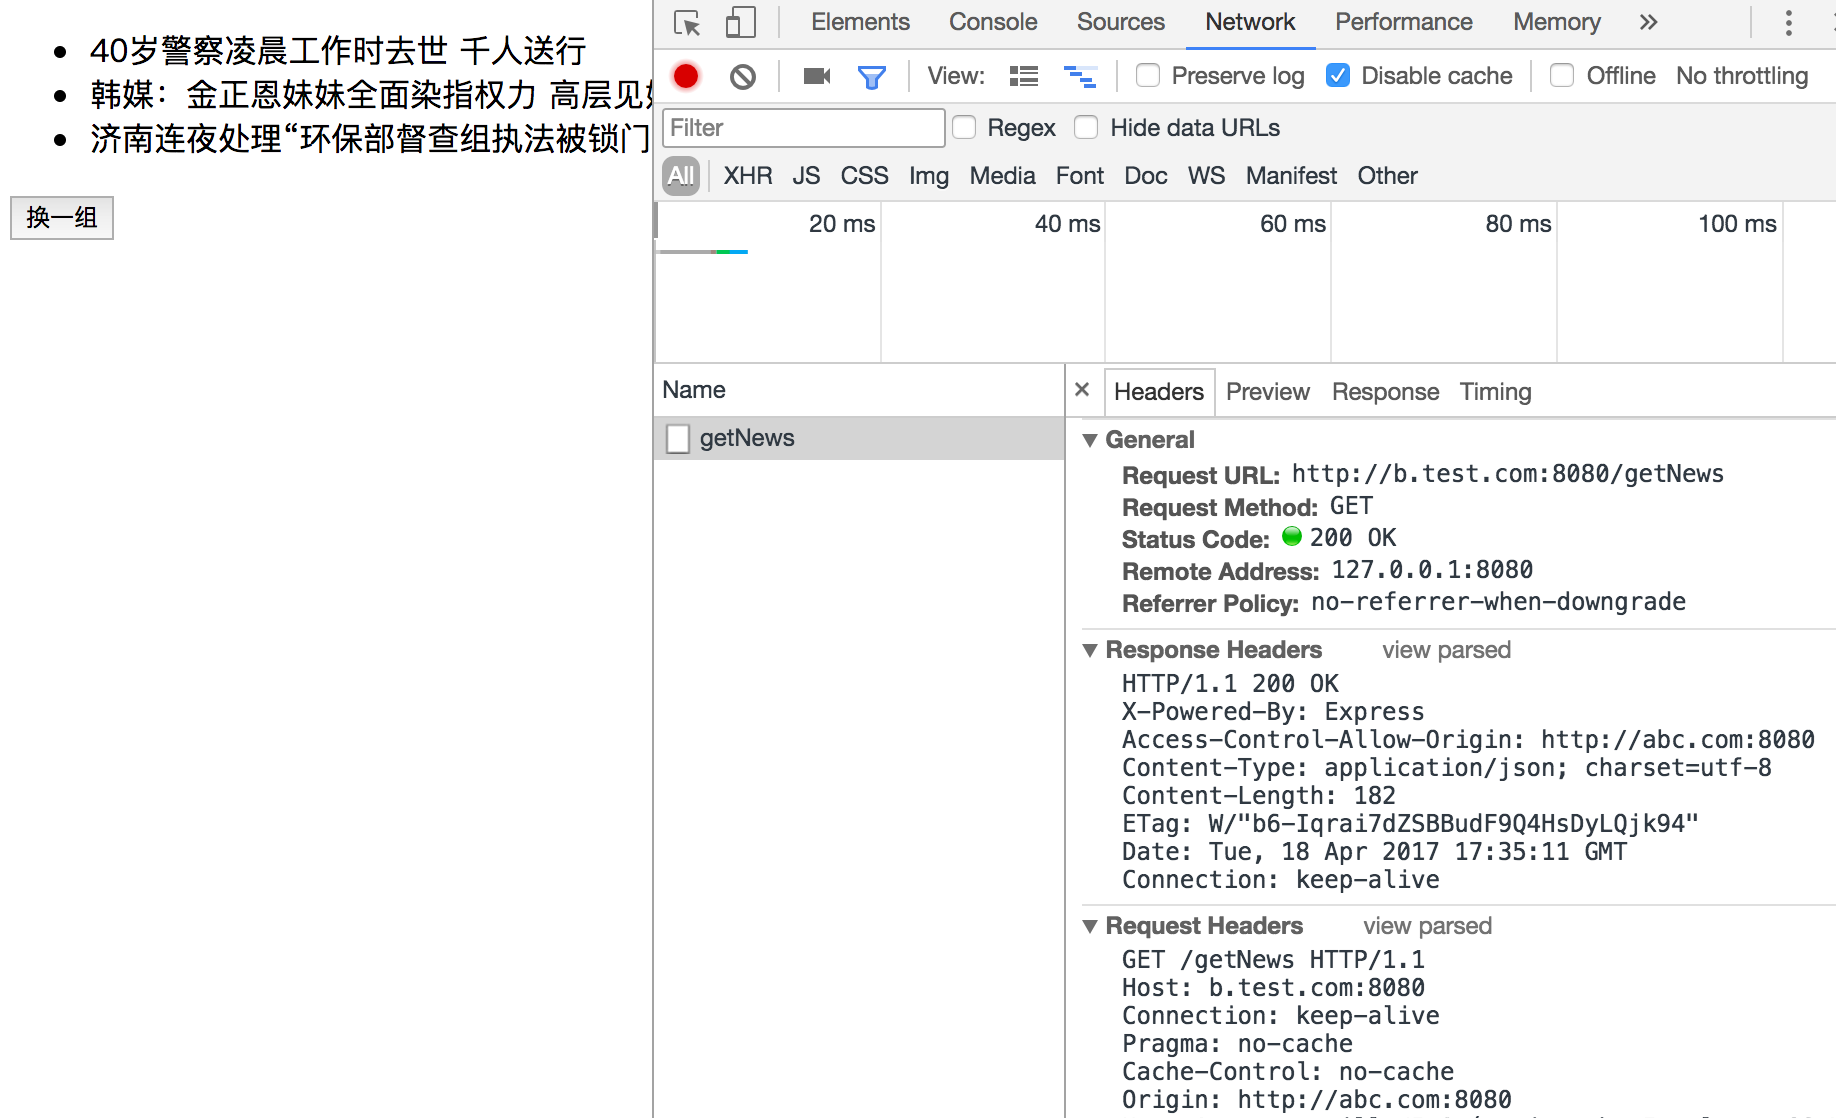 40岁警察凌晨工作时去世 千人送行
韩媒：金正恩妹妹全面染指权力 高层见
济南连夜处理“环保部督查组执法被锁门
换一组
Elements Console Sources Network Performance Memory »
View: Preserve log Disable cache Offline No throttling
Filter Regex Hide data URLs
All XHR JS CSS Img Media Font Doc WS Manifest Other
20 ms 40 ms 60 ms 80 ms 100 ms
Name
getNews
× Headers Preview Response Timing
General
Request URL: http://b.test.com:8080/getNews
Request Method: GET
Status Code: 200 OK
Remote Address: 127.0.0.1:8080
Referrer Policy: no-referrer-when-downgrade
Response Headers view parsed
HTTP/1.1 200 OK
X-Powered-By: Express
Access-Control-Allow-Origin: http://abc.com:8080
Content-Type: application/json; charset=utf-8
Content-Length: 182
ETag: W/"b6-Iqrai7dZSBBudF9Q4HsDyLQjk94"
Date: Tue, 18 Apr 2017 17:35:11 GMT
Connection: keep-alive
Request Headers view parsed
GET /getNews HTTP/1.1
Host: b.test.com:8080
Connection: keep-alive
Pragma: no-cache
Cache-Control: no-cache
Origin: http://abc.com:8080